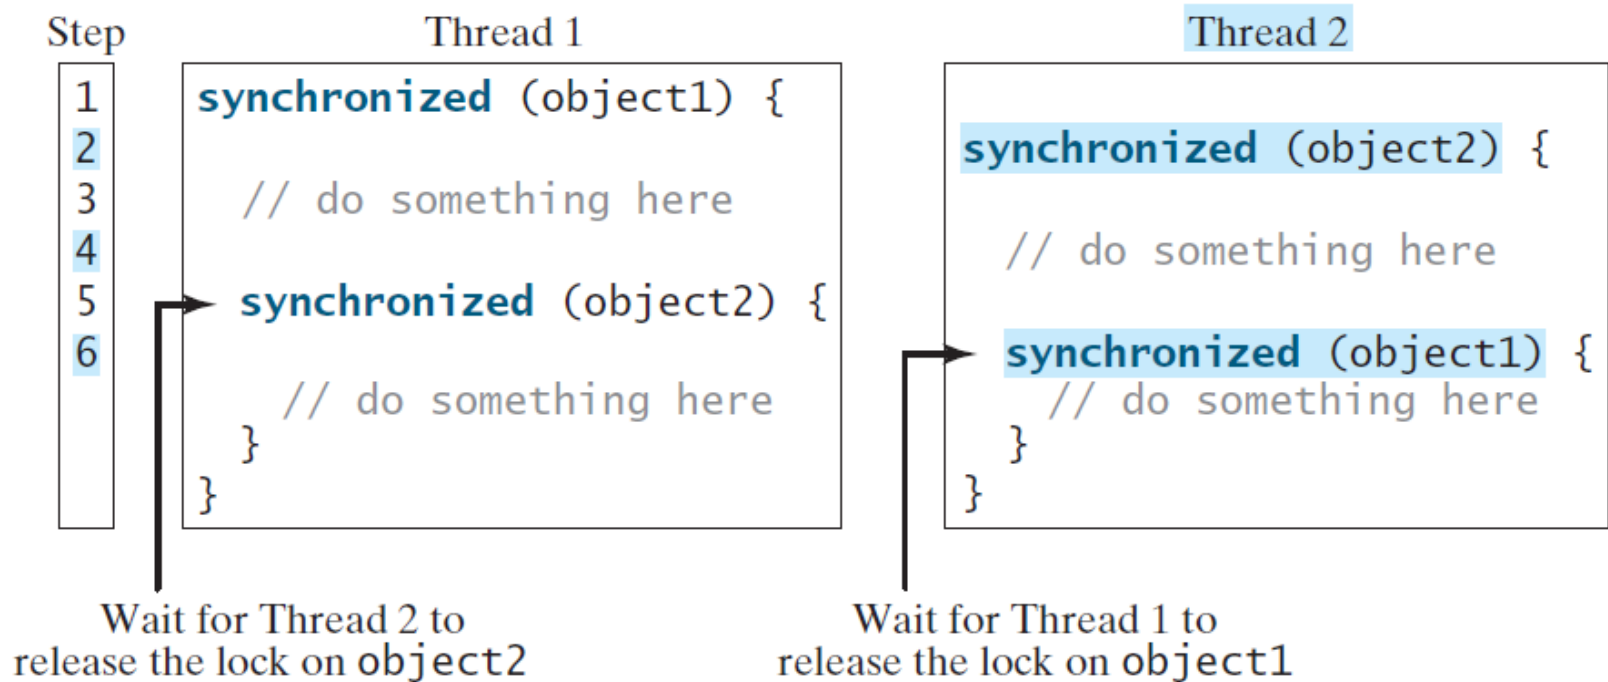 Step
Thread 1
Thread 2
1
2
3
4
5
6
synchronized (object1) {
// do something here
synchronized (object2) {
// do something here
}
}
synchronized (object2) {
// do something here
synchronized (object1) {
// do something here
}
}
Wait for Thread 2 to
release the lock on object2
Wait for Thread 1 to
release the lock on object1